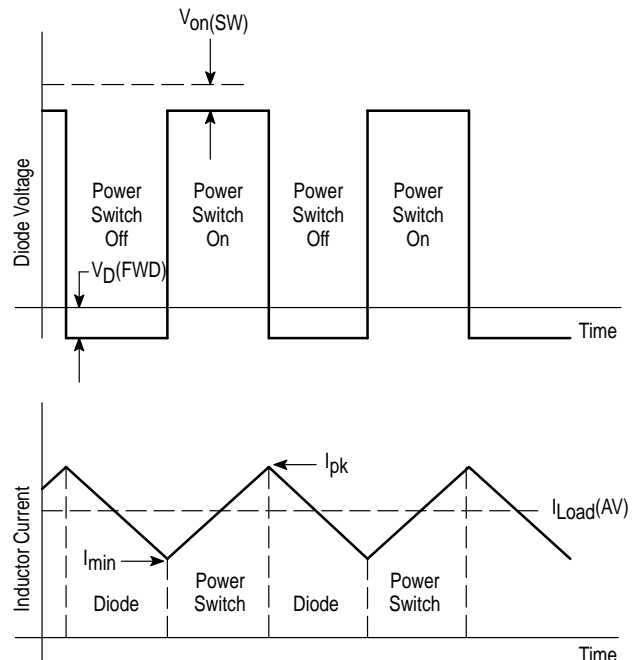 Von(SW)
Diode Voltage
Power
Switch
Off
Power
Switch
On
Power
Switch
Off
Power
Switch
On
VD(FWD)
Time
Inductor Current
Ipk
ILoad(AV)
Imin
Diode
Power
Switch
Diode
Power
Switch
Time